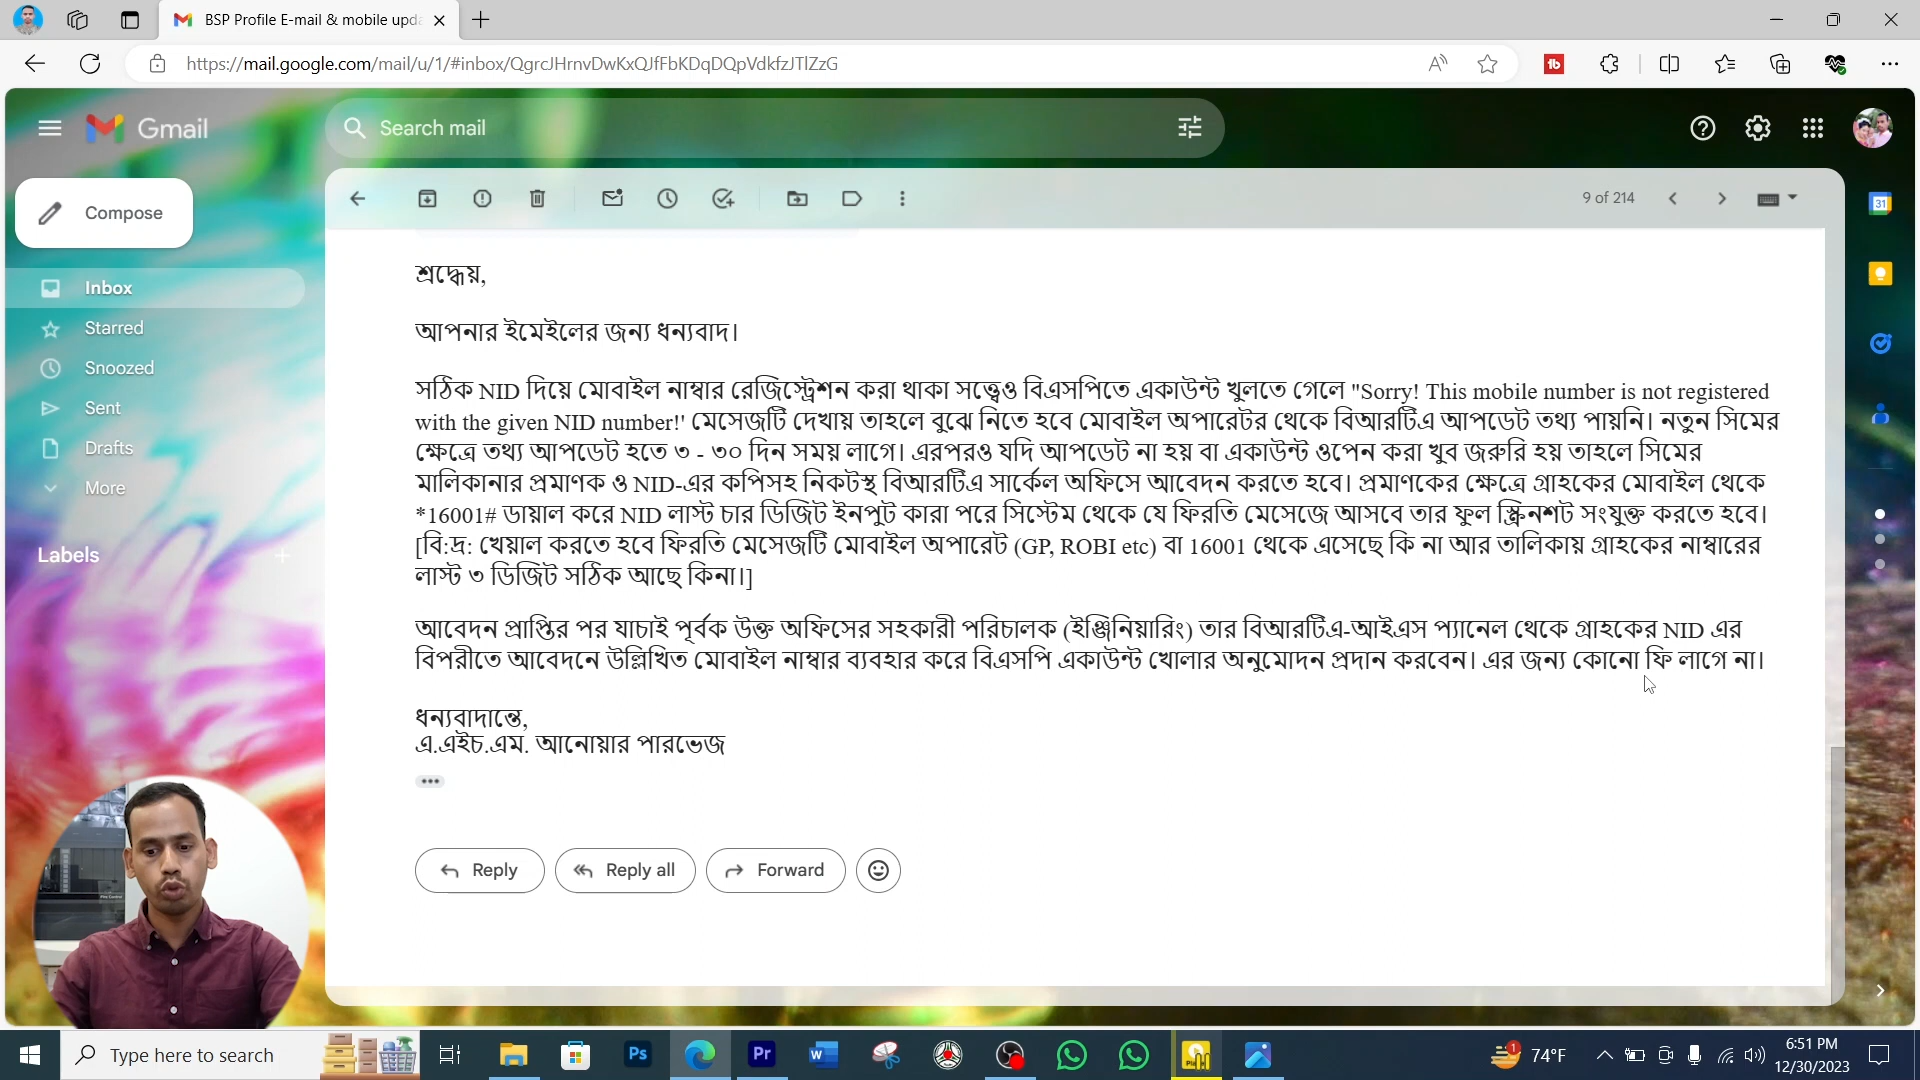 BSP Profile E-mail & mobile upda
https://mail.google.com/mail/u/1/#inbox/QgrcJHrnvDwKxQJfFbKDqDQpVdkfzJTlZzG
Gmail
Search mail
Compose
9 of 214
Inbox
Starred
Snoozed
Sent
Drafts
More
Labels
শ্রদ্ধেয়,
আপনার ইমেইলের জন্য ধন্যবাদ।
সঠিক NID দিয়ে মোবাইল নাম্বার রেজিস্ট্রেশন করা থাকা সত্ত্বেও বিএসপিতে একাউন্ট খুলতে গেলে "Sorry! This mobile number is not registered
with the given NID number!' মেসেজটি দেখায় তাহলে বুঝে নিতে হবে মোবাইল অপারেটর থেকে বিআরটিএ আপডেট তথ্য পায়নি। নতুন সিমের
ক্ষেত্রে তথ্য আপডেট হতে ৩ - ৩০ দিন সময় লাগে। এরপরও যদি আপডেট না হয় বা একাউন্ট ওপেন করা খুব জরুরি হয় তাহলে সিমের
মালিকানার প্রমাণক ও NID-এর কপিসহ নিকটস্থ বিআরটিএ সার্কেল অফিসে আবেদন করতে হবে। প্রমাণকের ক্ষেত্রে গ্রাহকের মোবাইল থেকে
*16001# ডায়াল করে NID লাস্ট চার ডিজিট ইনপুট কারা পরে সিস্টেম থেকে যে ফিরতি মেসেজে আসবে তার ফুল স্ক্রিনশট সংযুক্ত করতে হবে।
[বি:দ্র: খেয়াল করতে হবে ফিরতি মেসেজটি মোবাইল অপারেট (GP, ROBI etc) বা 16001 থেকে এসেছে কি না আর তালিকায় গ্রাহকের নাম্বারের
লাস্ট ৩ ডিজিট সঠিক আছে কিনা।]
আবেদন প্রাপ্তির পর যাচাই পূর্বক উক্ত অফিসের সহকারী পরিচালক (ইঞ্জিনিয়ারিং) তার বিআরটিএ-আইএস প্যানেল থেকে গ্রাহকের NID এর
বিপরীতে আবেদনে উল্লিখিত মোবাইল নাম্বার ব্যবহার করে বিএসপি একাউন্ট খোলার অনুমোদন প্রদান করবেন। এর জন্য কোনো ফি লাগে না।
ধন্যবাদান্তে,
এ.এইচ.এম. আনোয়ার পারভেজ
Reply
Reply all
Forward
Type here to search
74°F
6:51 PM
12/30/2023